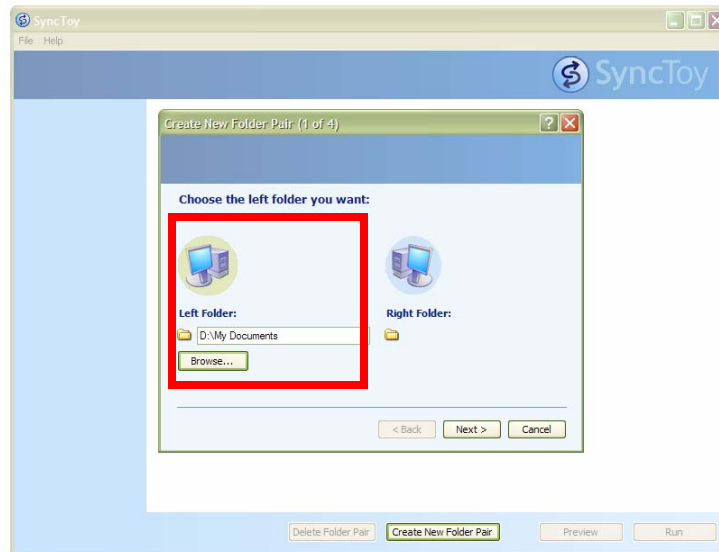 SyncToy
File Help
SyncToy
Create New Folder Pair (1 of 4)
Choose the left folder you want:
Left Folder: Right Folder:
D:\My Documents
Browse...
< Back Next > Cancel
Delete Folder Pair Create New Folder Pair Preview Run